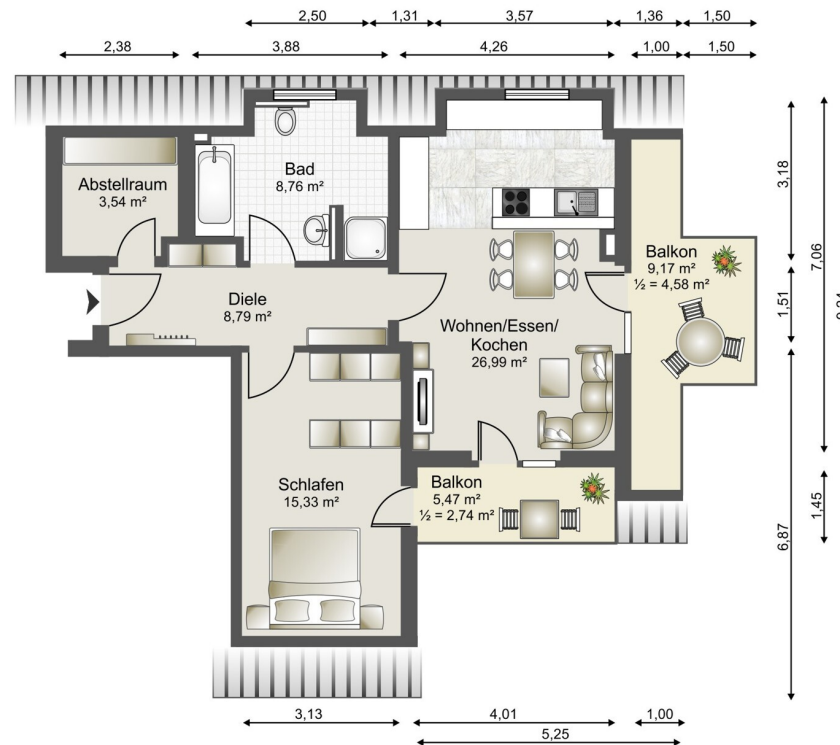 2,50
1,31
3,57
1,36
1,50
2,38
3,88
4,26
1,00
1,50
Abstellraum
3,54 m²
Bad
8,76 m²
3,18
7,06
Balkon
9,17 m²
½ = 4,58 m²
Diele
8,79 m²
1,51
Wohnen/Essen/
Kochen
26,99 m²
Schlafen
15,33 m²
Balkon
5,47 m²
½ = 2,74 m²
1,45
6,87
3,13
4,01
1,00
5,25